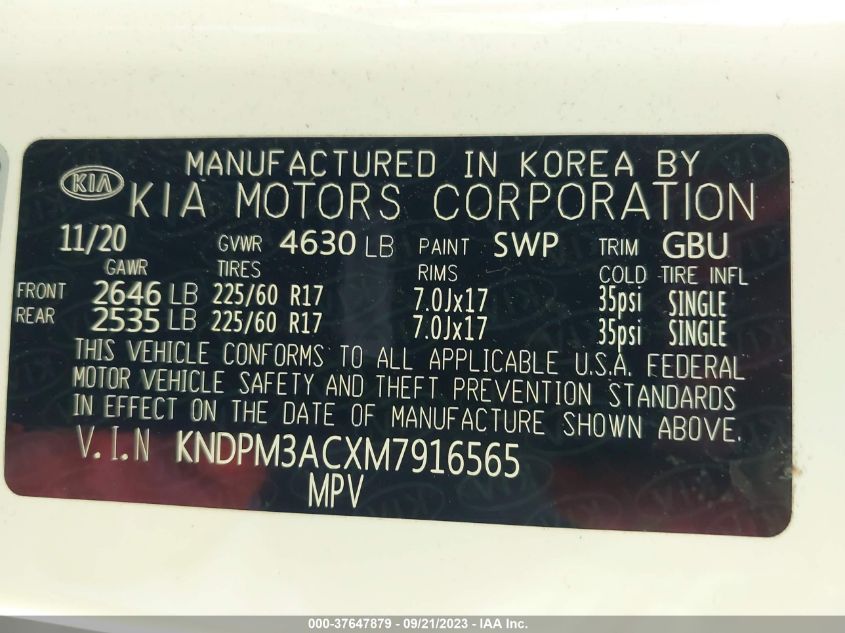 MANUFACTURED IN KOREA BY
KIA KIA MOTORS CORPORATION
11/20 GVWR 4630 LB PAINT SWP TRIM GBU
GAWR TIRES RIMS COLD TIRE INFL
FRONT 2646 LB 225/60 R17 7.0Jx17 35psi SINGLE
REAR 2535 LB 225/60 R17 7.0Jx17 35psi SINGLE
THIS VEHICLE CONFORMS TO ALL APPLICABLE U.S.A. FEDERAL
MOTOR VEHICLE SAFETY AND THEFT PREVENTION STANDARDS
IN EFFECT ON THE DATE OF MANUFACTURE SHOWN ABOVE.
V.I.N KNDPM3ACXM7916565
MPV
000-37647879 - 09/21/2023 - IAA Inc.